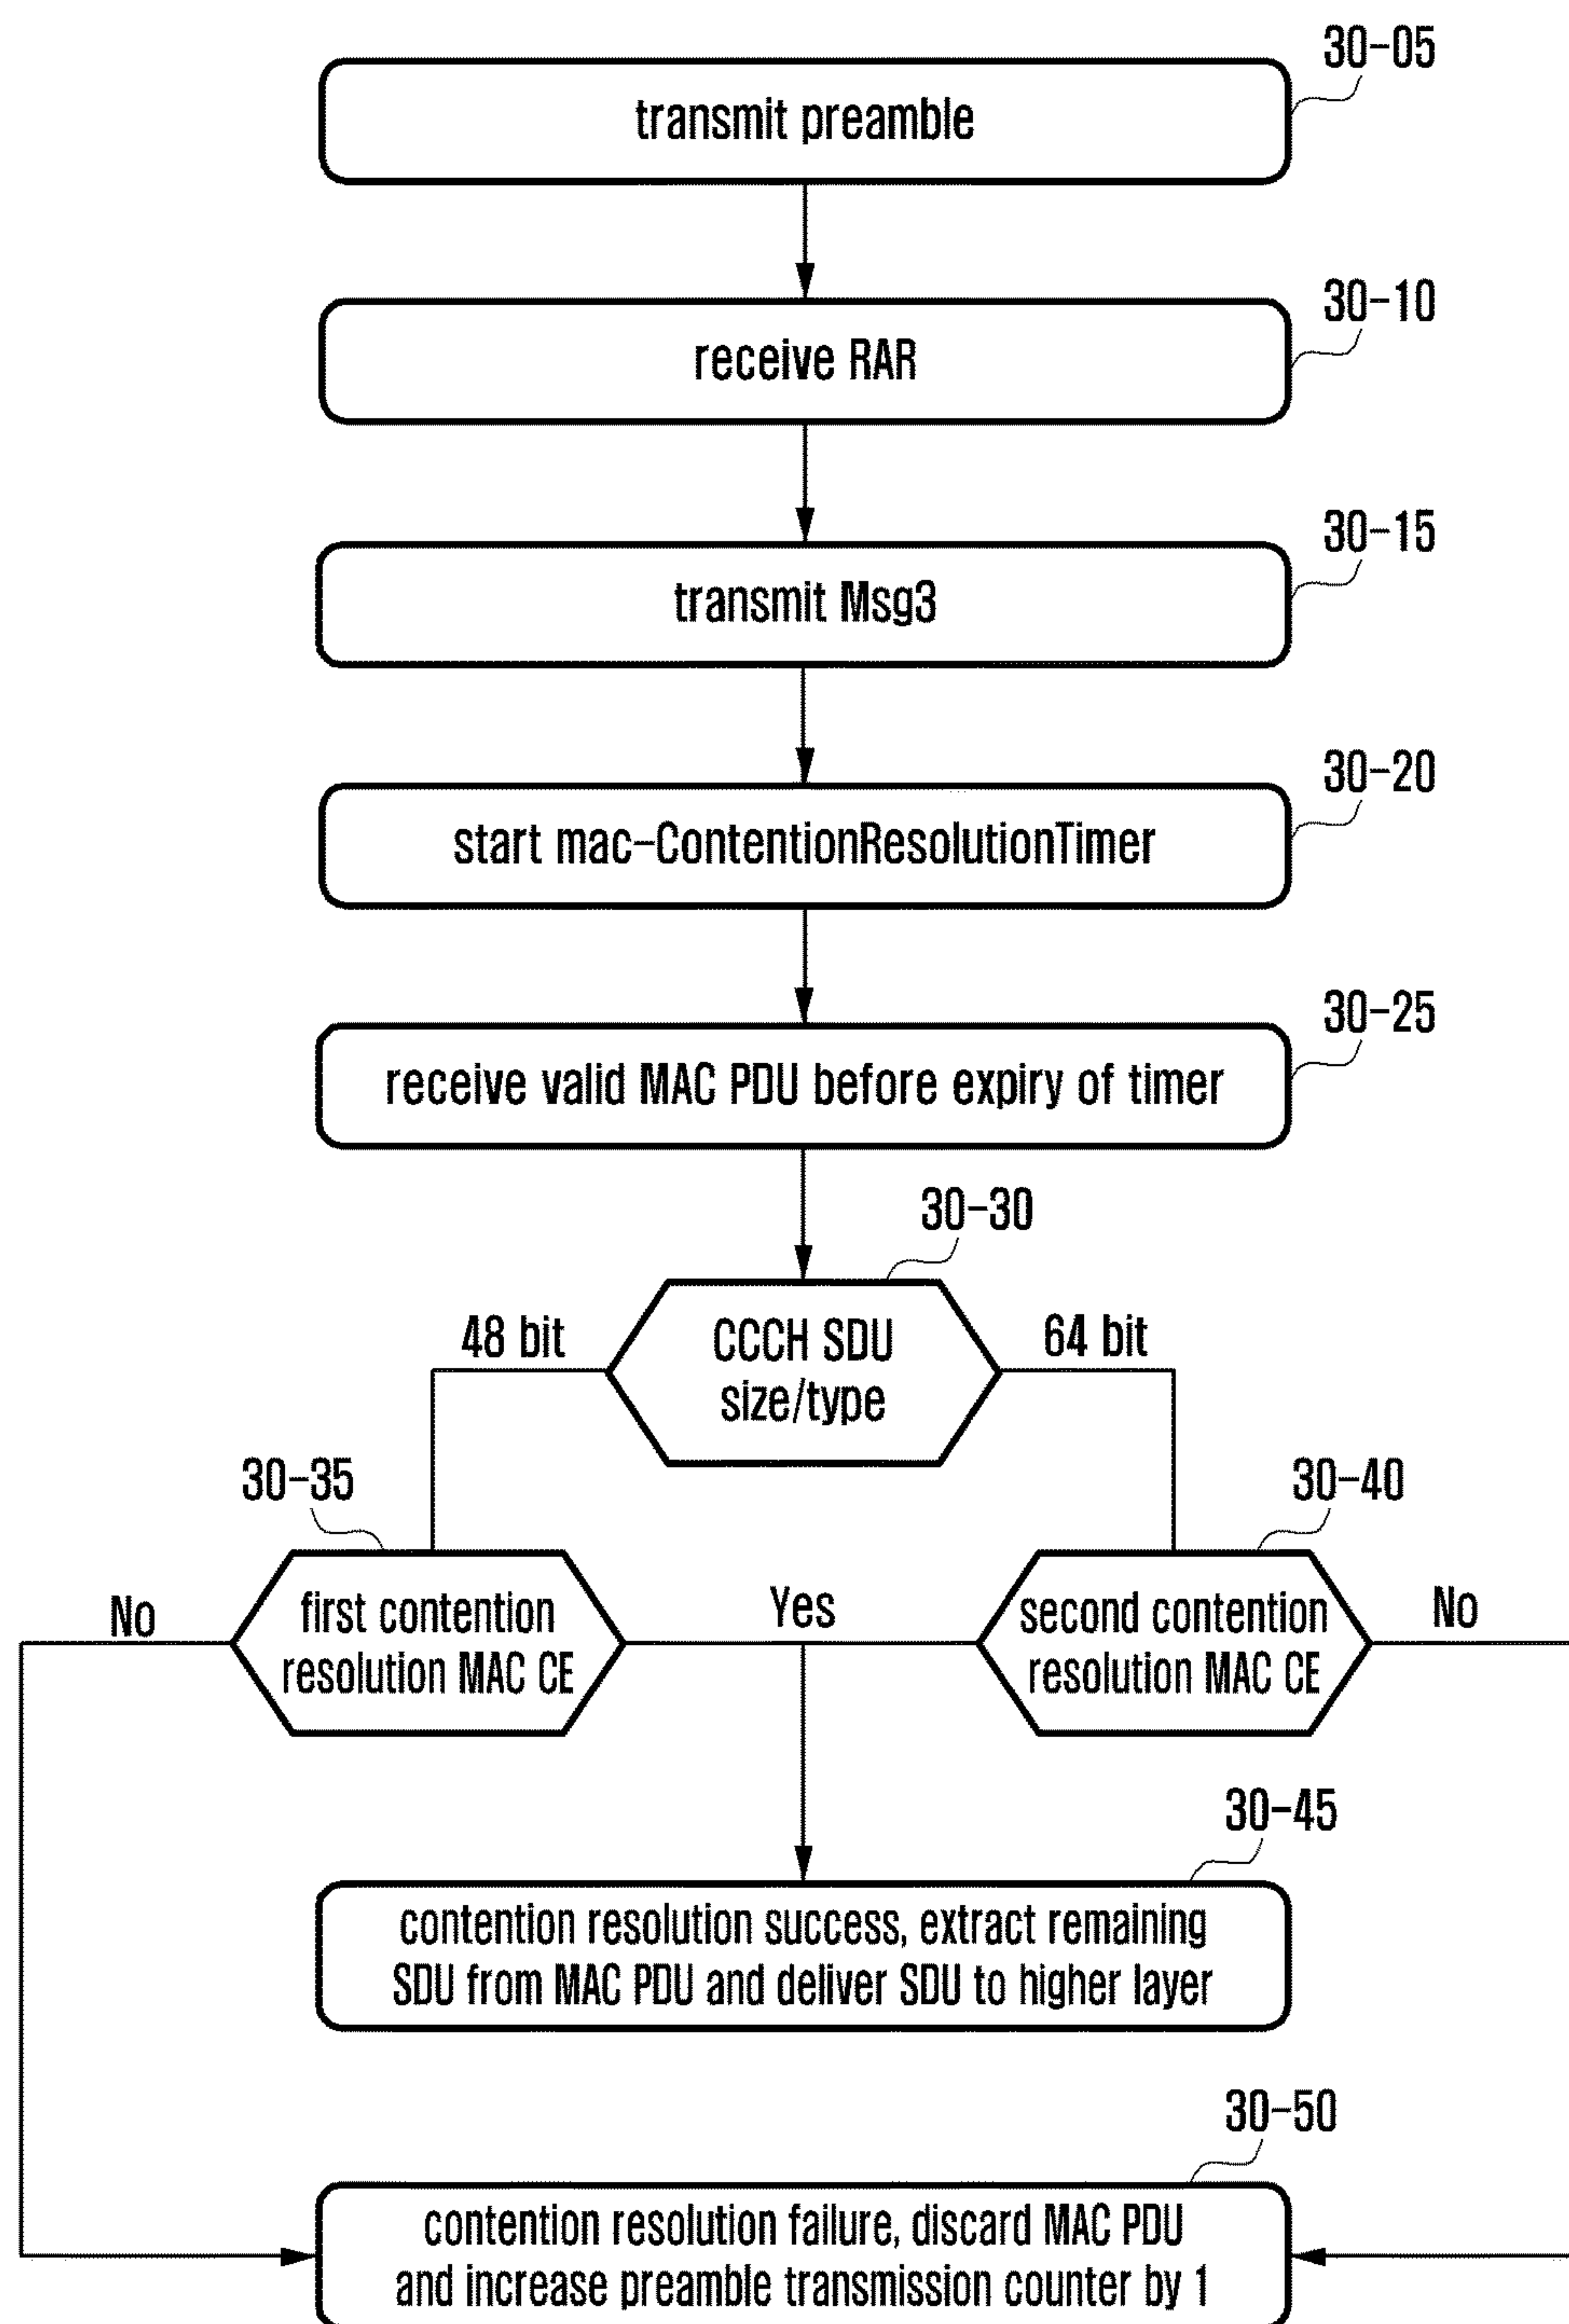 30-05
transmit preamble
30-10
receive RAR
30-15
transmit Msg3
30-20
start mac-ContentionResolutionTimer
30-25
receive valid MAC PDU before expiry of timer
30-30
48 bit
CCCH SDU
size/type
64 bit
30-35
30-40
No
first contention
resolution MAC CE
Yes
second contention
resolution MAC CE
No
30-45
contention resolution success, extract remaining
SDU from MAC PDU and deliver SDU to higher layer
30-50
contention resolution failure, discard MAC PDU
and increase preamble transmission counter by 1